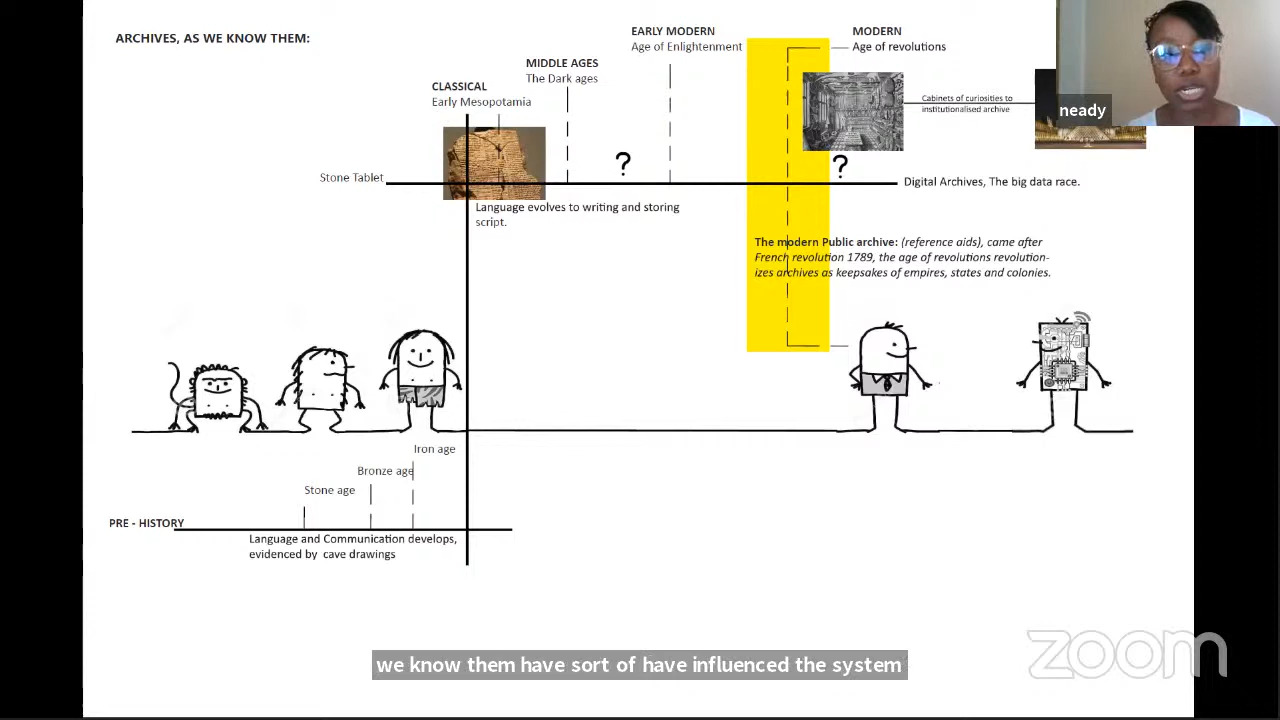 ARCHIVES, AS WE KNOW THEM:
EARLY MODERN
Age of Enlightenment
MODERN
Age of revolutions
MIDDLE AGES
The Dark ages
CLASSICAL
Early Mesopotamia
Cabinets of curiosities to
institutionalised archive
neady
?
?
Stone Tablet
Digital Archives, The big data race.
Language evolves to writing and storing
script.
The modern Public archive: (reference aids), came after
French revolution 1789, the age of revolutions revolution-
izes archives as keepsakes of empires, states and colonies.
Iron age
Bronze age
Stone age
PRE - HISTORY
Language and Communication develops,
evidenced by cave drawings
we know them have sort of have influenced the system
zoom